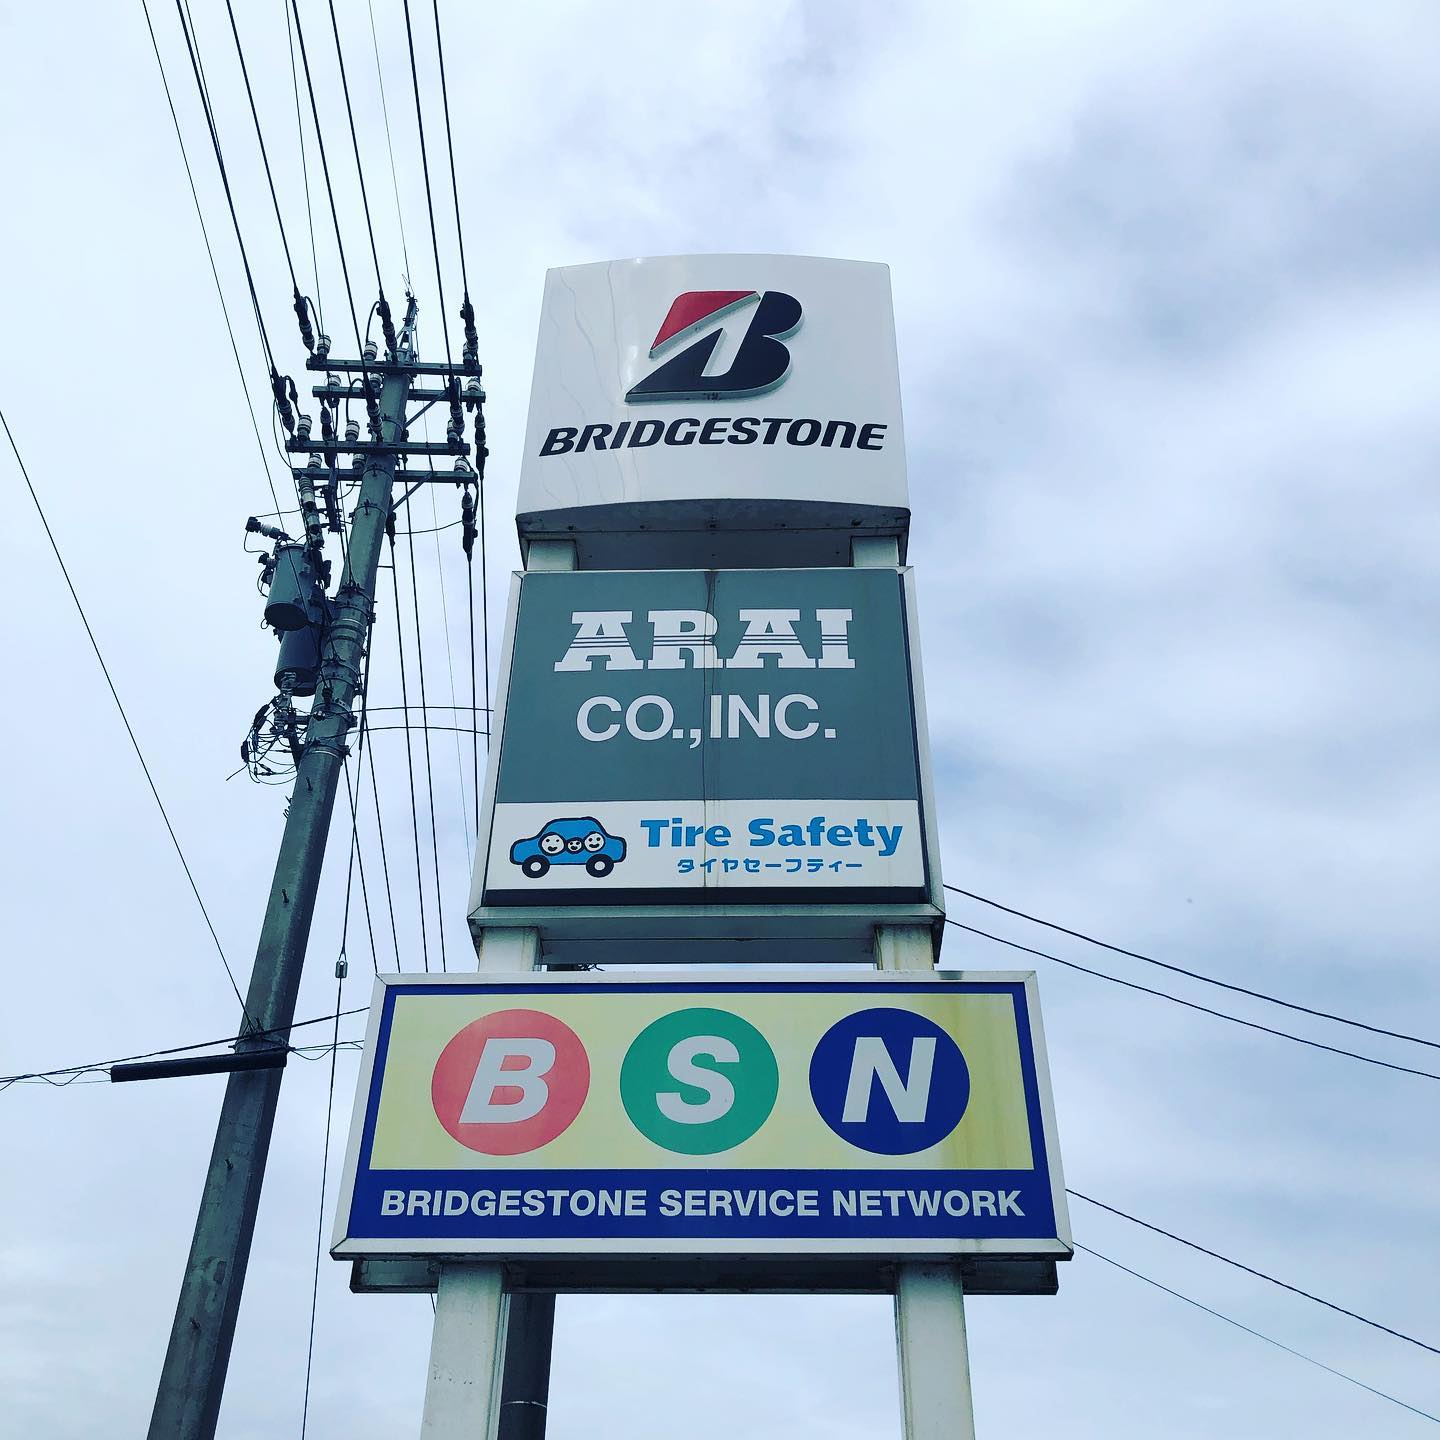 B
BRIDGESTONE
ARAI
CO.,INC.
Tire Safety
タイヤセーフティー
B S N
BRIDGESTONE SERVICE NETWORK